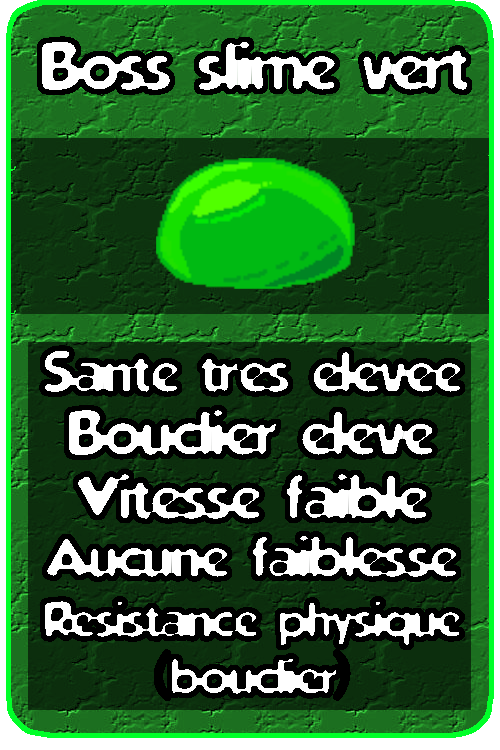 Boss slime vert
Sante tres elevee
Bouclier eleve
Vitesse faible
Aucune faiblesse
Resistance physique
(bouclier)